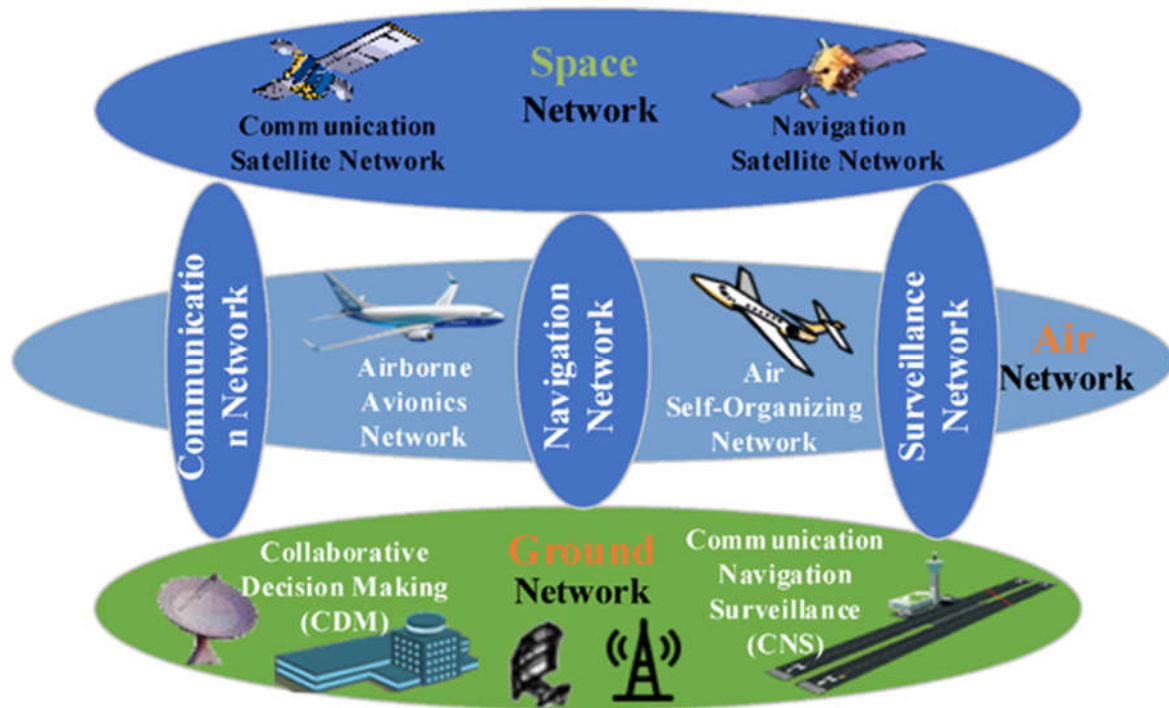 Space
Network
Communication
Satellite Network
Navigation
Satellite Network
Communicatio
n Network
Airborne
Avionics
Network
Navigation
Network
Air
Self-Organizing
Network
Surveillance
Network
Air
Network
Collaborative
Decision Making
(CDM)
Ground
Network
Communication
Navigation
Surveillance
(CNS)